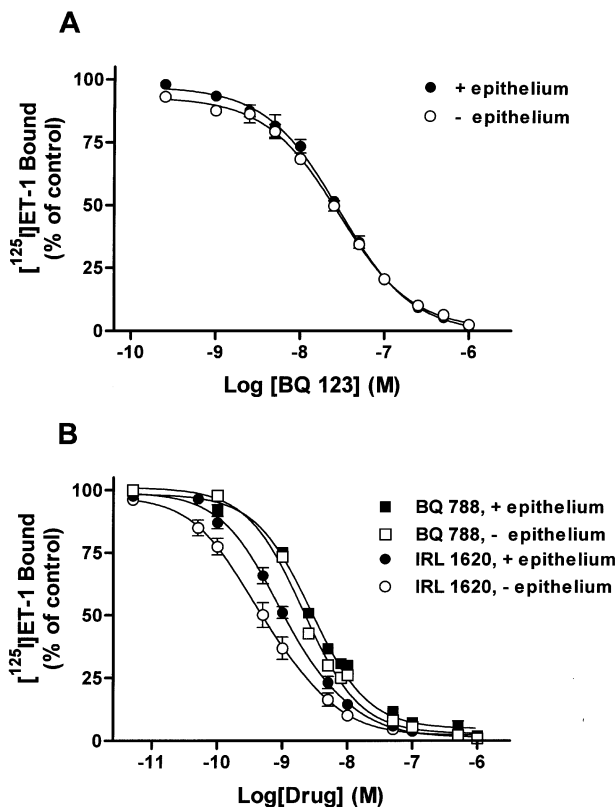 A
[¹²⁵I]ET-1 Bound
(% of control)
100
75
50
25
0
-10
-9
-8
-7
-6
Log [BQ 123] (M)
+ epithelium
- epithelium
B
[¹²⁵I]ET-1 Bound
(% of control)
100
75
50
25
0
-11
-10
-9
-8
-7
-6
Log[Drug] (M)
BQ 788, + epithelium
BQ 788, - epithelium
IRL 1620, + epithelium
IRL 1620, - epithelium